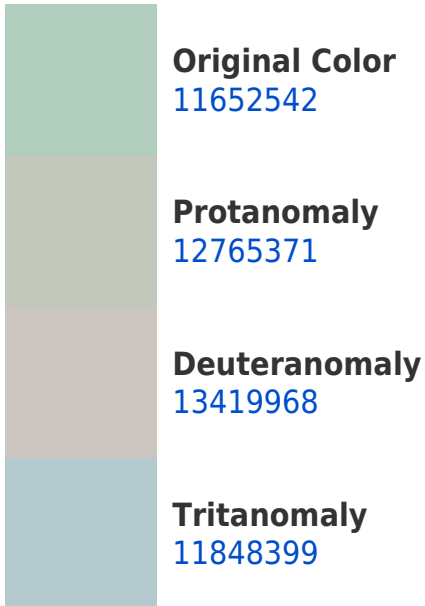 Original Color
11652542
Protanomaly
12765371
Deuteranomaly
13419968
Tritanomaly
11848399